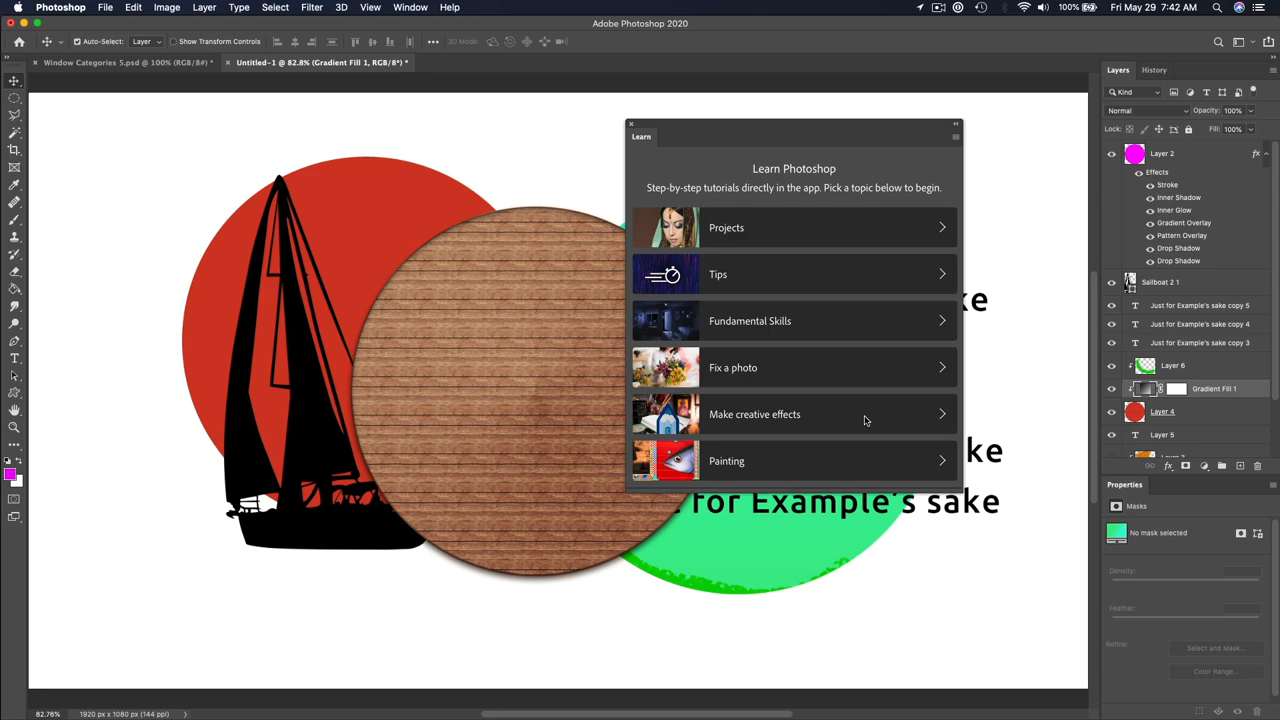 Photoshop File Edit Image Layer Type Select Filter 3D View Window Help 100% Fri May 29 7:42 AM
Adobe Photoshop 2020
Auto-Select: Layer Show Transform Controls 3D Mode:
Window Categories 5.psd @ 100% (RGB/8#) * Untitled-1 @ 82.8% (Gradient Fill 1, RGB/8*) *
Learn
Learn Photoshop
Step-by-step tutorials directly in the app. Pick a topic below to begin.
Projects
Tips
Fundamental Skills
Fix a photo
Make creative effects
Painting
ke
ke
for Example's sake
Layers History
Kind
Normal Opacity: 100%
Lock: Fill: 100%
Layer 2 fx
Effects
Stroke
Inner Shadow
Inner Glow
Gradient Overlay
Pattern Overlay
Drop Shadow
Drop Shadow
Sailboat 2 1
T Just for Example's sake copy 5
T Just for Example's sake copy 4
T Just for Example's sake copy 3
Layer 6
Gradient Fill 1
Layer 4
Layer 5
fx
Properties
Masks
No mask selected
Density:
Feather:
Refine: Select and Mask...
Color Range...
82.76% 1920 px x 1080 px (144 ppi)